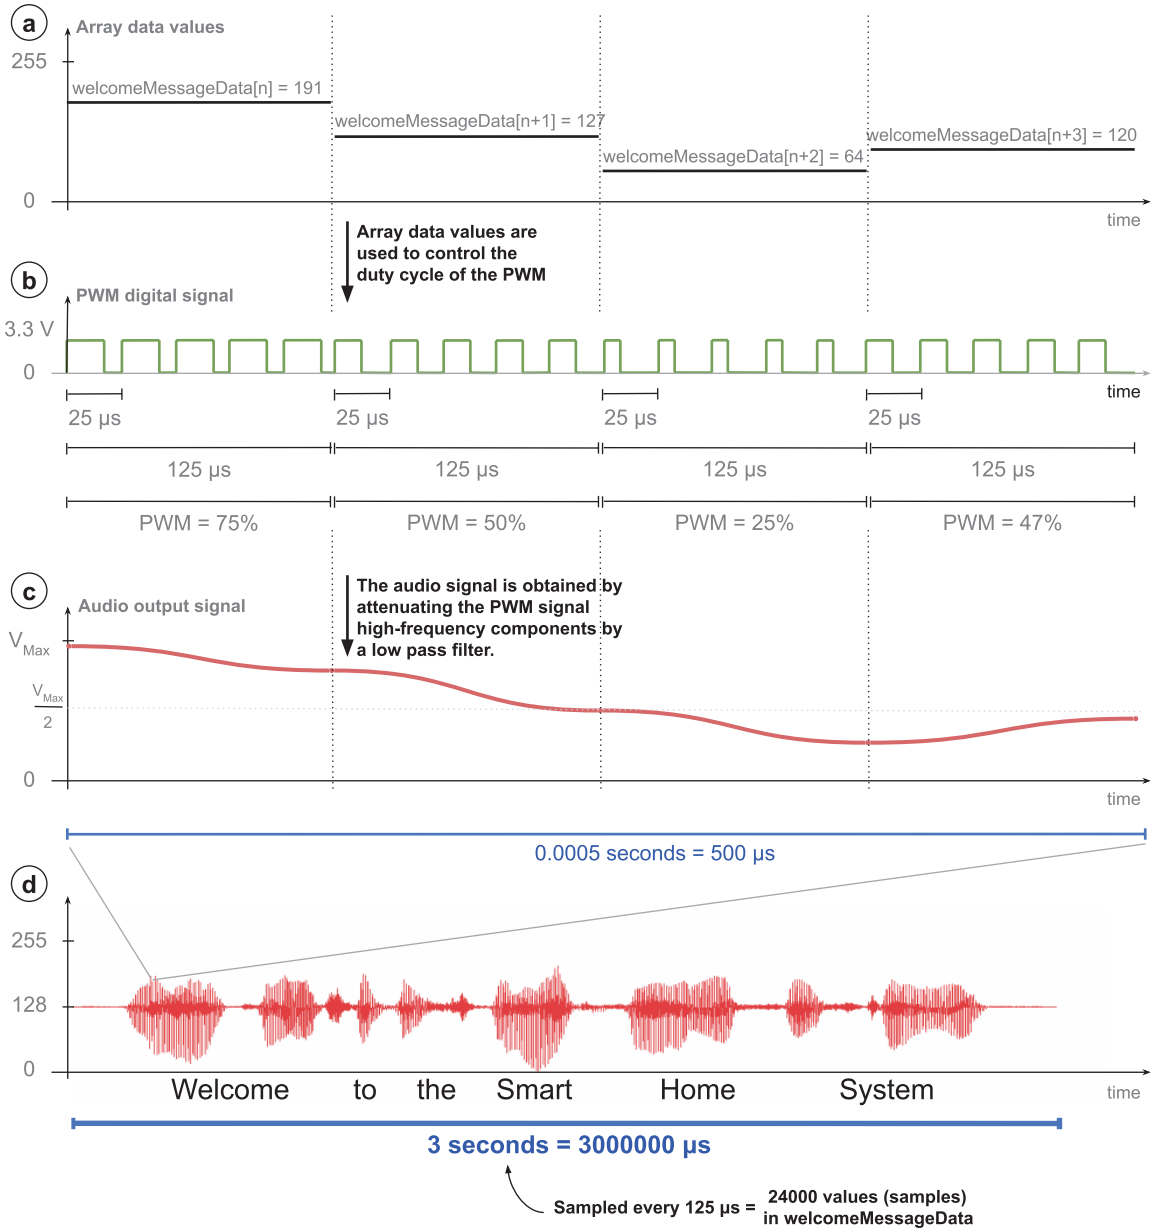 a
Array data values
255
welcomeMessageData[n] = 191
welcomeMessageData[n+1] = 127
welcomeMessageData[n+2] = 64
welcomeMessageData[n+3] = 120
0
time
Array data values are
used to control the
duty cycle of the PWM
b
PWM digital signal
3.3 V
0
time
25 µs
25 µs
25 µs
25 µs
125 µs
125 µs
125 µs
125 µs
PWM = 75%
PWM = 50%
PWM = 25%
PWM = 47%
c
Audio output signal
The audio signal is obtained by
attenuating the PWM signal
high-frequency components by
a low pass filter.
VMax
VMax
2
0
time
0.0005 seconds = 500 µs
d
255
128
0
Welcome to the Smart Home System
time
3 seconds = 3000000 µs
Sampled every 125 µs = 24000 values (samples)
in welcomeMessageData